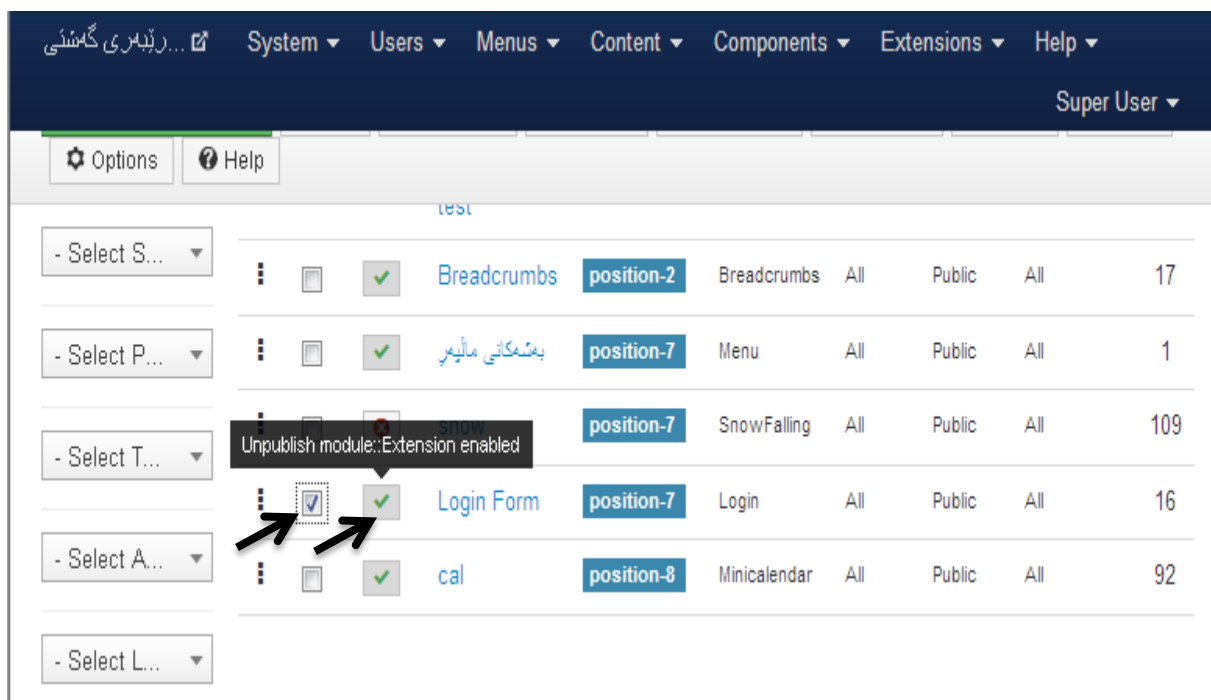 ...رێبەری گەشتی System Users Menus Content Components Extensions Help
Super User
Options Help
test
- Select S...
Breadcrumbs position-2 Breadcrumbs All Public All 17
- Select P...
بەشەکانی ماڵپەر position-7 Menu All Public All 1
snow position-7 SnowFalling All Public All 109
Unpublish module::Extension enabled
- Select T...
Login Form position-7 Login All Public All 16
- Select A...
cal position-8 Minicalendar All Public All 92
- Select L...